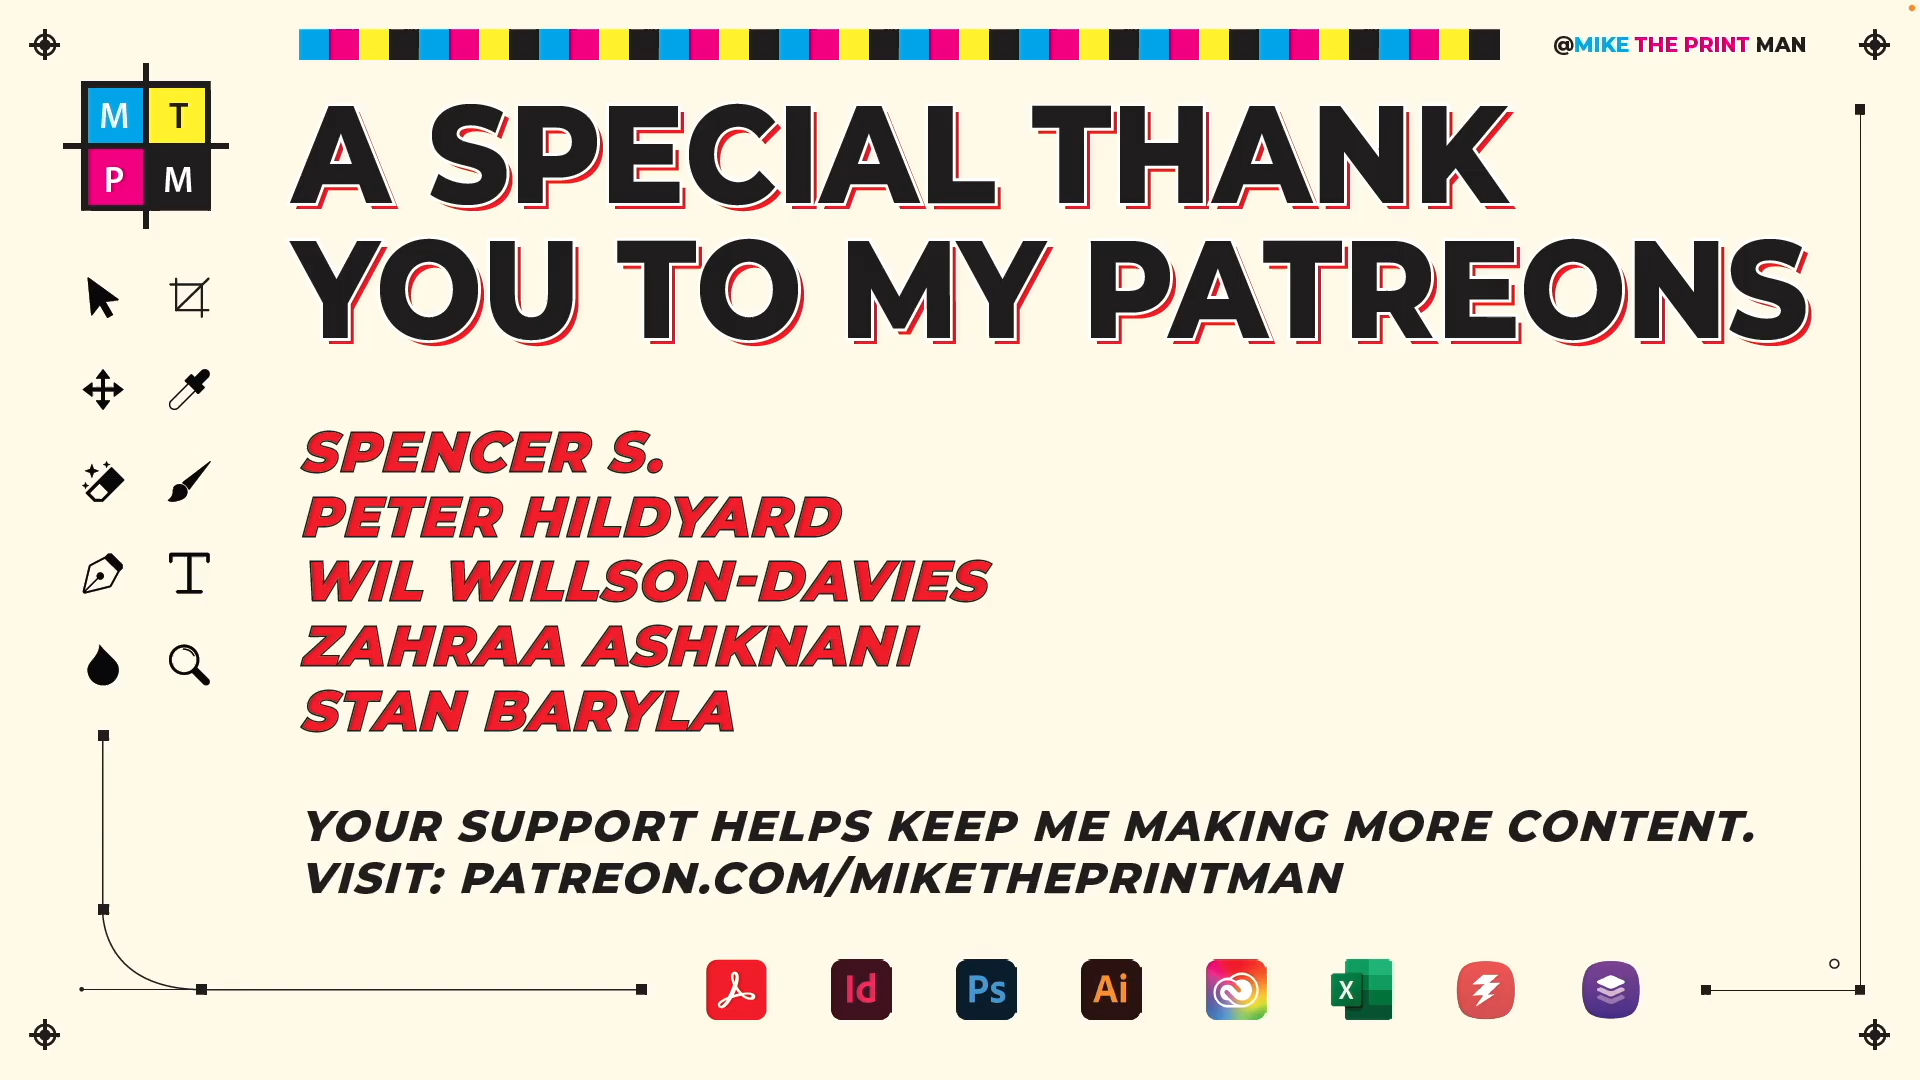 @MIKE THE PRINT MAN
M T
P M
A SPECIAL THANK
YOU TO MY PATREONS
SPENCER S.
PETER HILDYARD
WIL WILLSON-DAVIES
ZAHRAA ASHKNANI
STAN BARYLA
YOUR SUPPORT HELPS KEEP ME MAKING MORE CONTENT.
VISIT: PATREON.COM/MIKETHEPRINTMAN
Id Ps Ai X